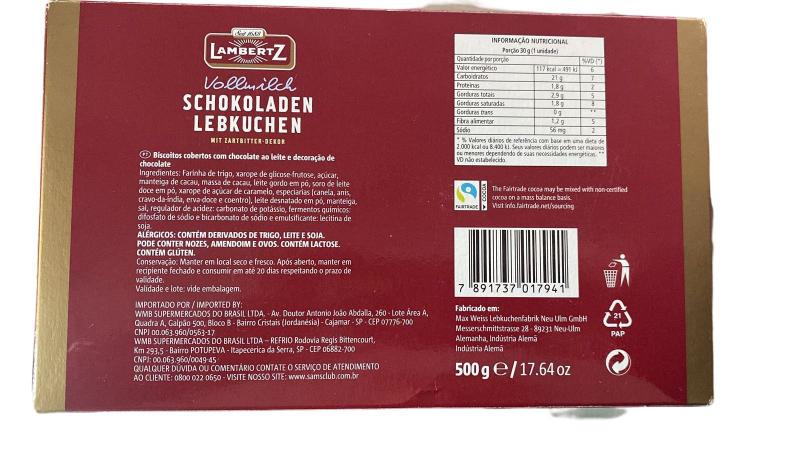 Seit 1688
LAMBERTZ
Vollmilch
SCHOKOLADEN
LEBKUCHEN
MIT ZARTBITTER-DEKOR
PT Biscoitos cobertos com chocolate ao leite e decoração de
chocolate
Ingredientes: Farinha de trigo, xarope de glicose-frutose, açúcar,
manteiga de cacau, massa de cacau, leite gordo em pó, soro de leite
doce em pó, xarope de açúcar de caramelo, especiarias (canela, anis,
cravo-da-india, erva-doce e coentro), leite desnatado em pó, manteiga,
sal, regulador de acidez: carbonato de potássio, fermentos químicos:
difosfato de sódio e bicarbonato de sódio e emulsificante: lecitina de
soja.
ALÉRGICOS: CONTÉM DERIVADOS DE TRIGO, LEITE E SOJA.
PODE CONTER NOZES, AMENDOIM E OVOS. CONTÉM LACTOSE.
CONTÉM GLÚTEN.
Conservação: Manter em local seco e fresco. Após aberto, manter em
recipiente fechado e consumir em até 20 dias respeitando o prazo de
validade.
Validade e lote: vide embalagem.
IMPORTADO POR / IMPORTED BY:
WMB SUPERMERCADOS DO BRASIL LTDA. - Av. Doutor Antonio João Abdalla, 260 - Lote Área A,
Quadra A, Galpão 500, Bloco B - Bairro Cristais (Jordanésia) - Cajamar - SP - CEP 07776-700
CNPJ 00.063.960/0563-17
WMB SUPERMERCADOS DO BRASIL LTDA – REFRIO Rodovia Regis Bittencourt,
Km 293,5 - Bairro POTUPEVA - Itapecerica da Serra, SP - CEP 06882-700
CNPJ: 00.063.960/0049-45
QUALQUER DÚVIDA OU COMENTÁRIO CONTATE O SERVIÇO DE ATENDIMENTO
AO CLIENTE: 0800 022 0650 - VISITE NOSSO SITE: www.samsclub.com.br
INFORMAÇÃO NUTRICIONAL
Porção 30 g (1 unidade)
Quantidade por porção %VD (*)
Valor energético 117 kcal = 491 kJ 6
Carboidratos 21 g 7
Proteínas 1,8 g 2
Gorduras totais 2,9 g 5
Gorduras saturadas 1,8 g 8
Gorduras trans 0 g **
Fibra alimentar 1,2 g 5
Sódio 56 mg 2
* % Valores diários de referência com base em uma dieta de
2.000 kcal ou 8.400 kJ. Seus valores diários podem ser maiores
ou menores dependendo de suas necessidades energéticas. **
VD não estabelecido.
FAIRTRADE
COCOA
The Fairtrade cocoa may be mixed with non-certified
cocoa on a mass balance basis.
Visit info.fairtrade.net/sourcing
7 891737 017941
Fabricado em:
Max Weiss Lebkuchenfabrik Neu Ulm GmbH
Messerschmittstrasse 28 - 89231 Neu-Ulm
Alemanha, Indústria Alemã
Indústria Alemã
500 g ℮ / 17.64 oz
21
PAP